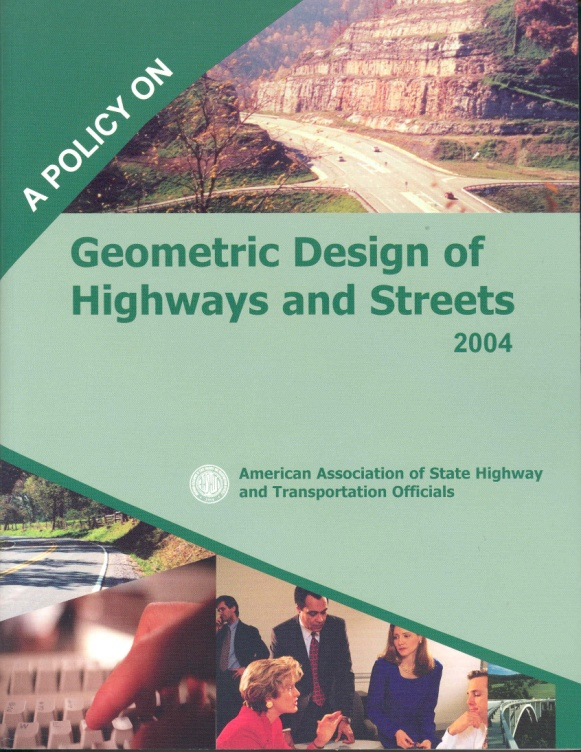 A POLICY ON
Geometric Design of
Highways and Streets
2004
American Association of State Highway
and Transportation Officials